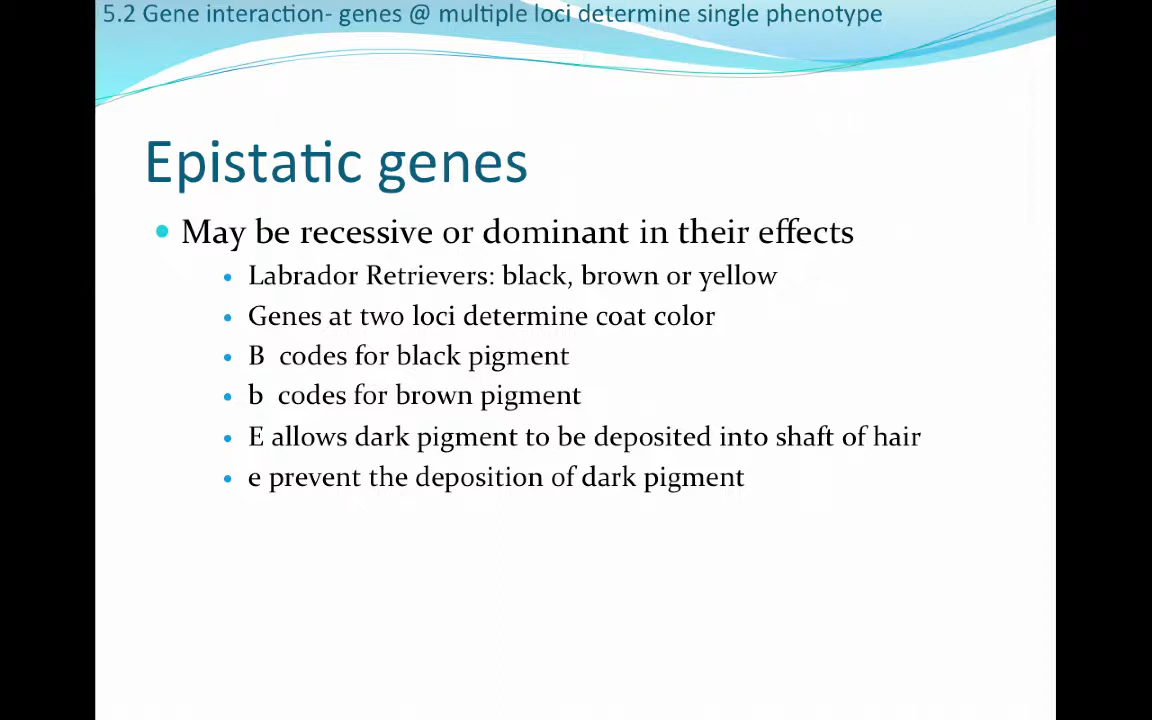 5.2 Gene interaction- genes @ multiple loci determine single phenotype
Epistatic genes
• May be recessive or dominant in their effects
• Labrador Retrievers: black, brown or yellow
• Genes at two loci determine coat color
• B codes for black pigment
• b codes for brown pigment
• E allows dark pigment to be deposited into shaft of hair
• e prevent the deposition of dark pigment